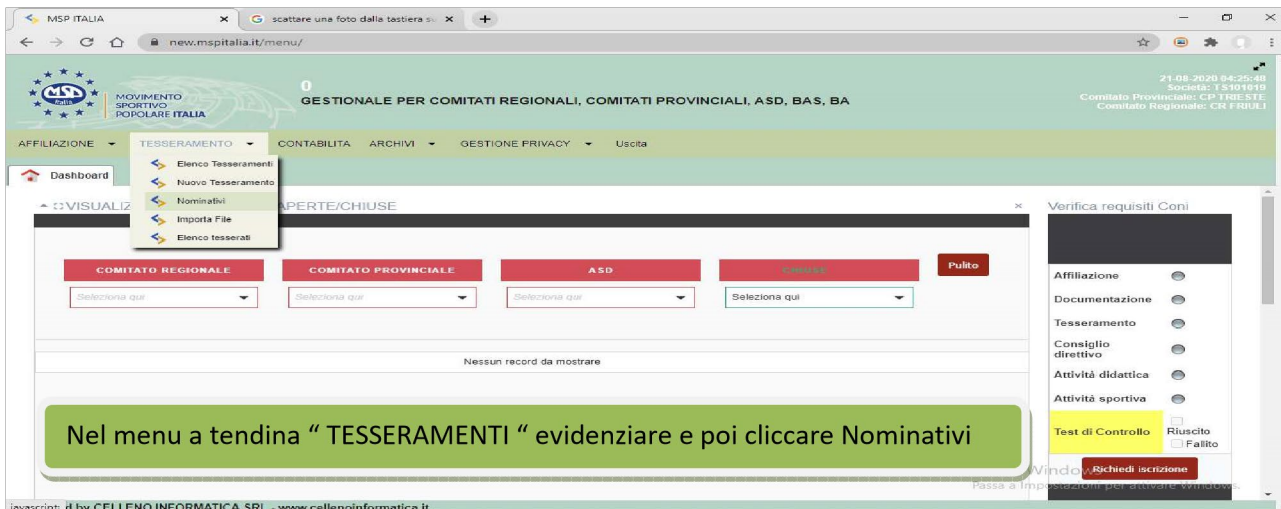 MSP ITALIA
scattare una foto dalla tastiera s
new.mspitalia.it/menu/
MSP
Italia
MOVIMENTO
SPORTIVO
POPOLARE ITALIA
0
GESTIONALE PER COMITATI REGIONALI, COMITATI PROVINCIALI, ASD, BAS, BA
21-08-2020 04:25:40
Società: TS101019
Comitato Provinciale: CP TRIESTE
Comitato Regionale: CR FRIULI
AFFILIAZIONE TESSERAMENTO CONTABILITA ARCHIVI GESTIONE PRIVACY Uscita
Elenco Tesseramenti
Nuovo Tesseramento
Nominativi
Importa File
Elenco tesserati
Dashboard
VISUALIZ APERTE/CHIUSE
COMITATO REGIONALE COMITATO PROVINCIALE ASD CHIUSE Pulito
Seleziona qui Seleziona qui Seleziona qui Seleziona qui
Nessun record da mostrare
Verifica requisiti Coni
Affiliazione
Documentazione
Tesseramento
Consiglio
direttivo
Attività didattica
Attività sportiva
Test di Controllo Riuscito
Fallito
Richiedi iscrizione
Nel menu a tendina “ TESSERAMENTI “ evidenziare e poi cliccare Nominativi
Passa a Impostazioni per attivare Windows.
javascript: d by CELLENO INFORMATICA SRL - www.cellenoinformatica.it